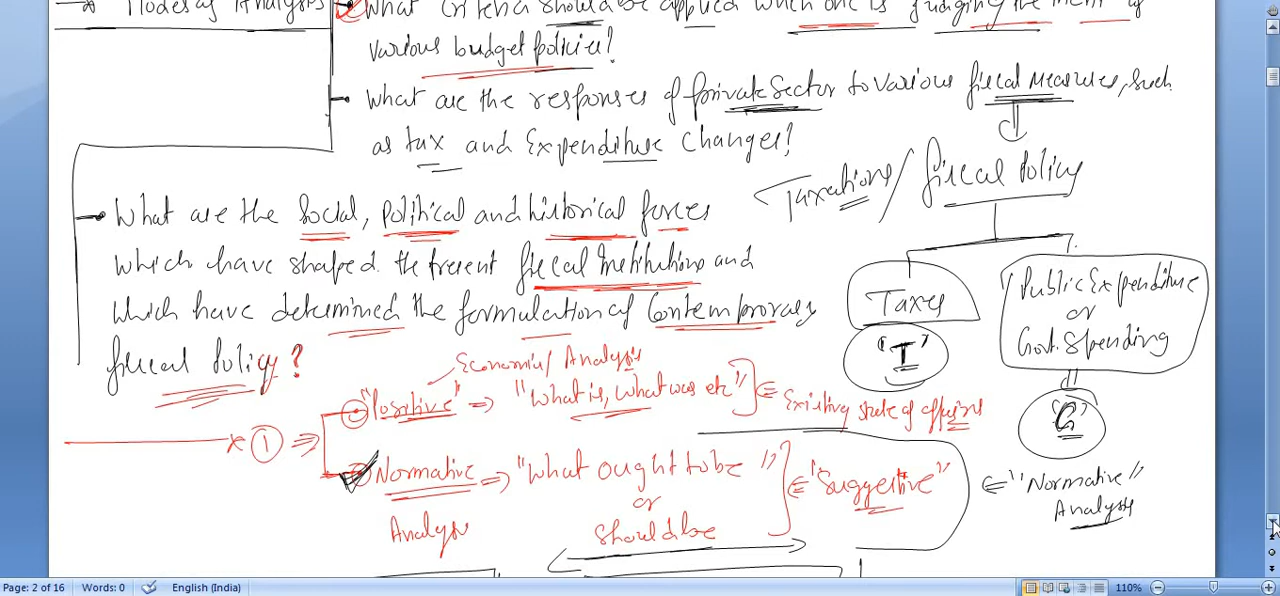 Modes of Analysis
What criteria should be applied which one is judging the merit of
various budget policies?
What are the responses of private sector to various fiscal measures, such
as tax and Expenditure changes?
Taxations / fiscal Policy
What are the Social, political and historical forces
which have shaped the present fiscal institutions and
which have determined the formulation of Contemporary
fiscal Policy?
Taxes
"T"
Public Expenditure
or
Govt. Spending
"G"
Economic Analysis
"Positive" => "What is, What was etc" <= Existing state of affairs
* 1 =>
Normative => "What ought to be" <= "Suggestive" <= "Normative"
Analysis
or
should be
Analysis
Page: 2 of 16 Words: 0 English (India) 110%